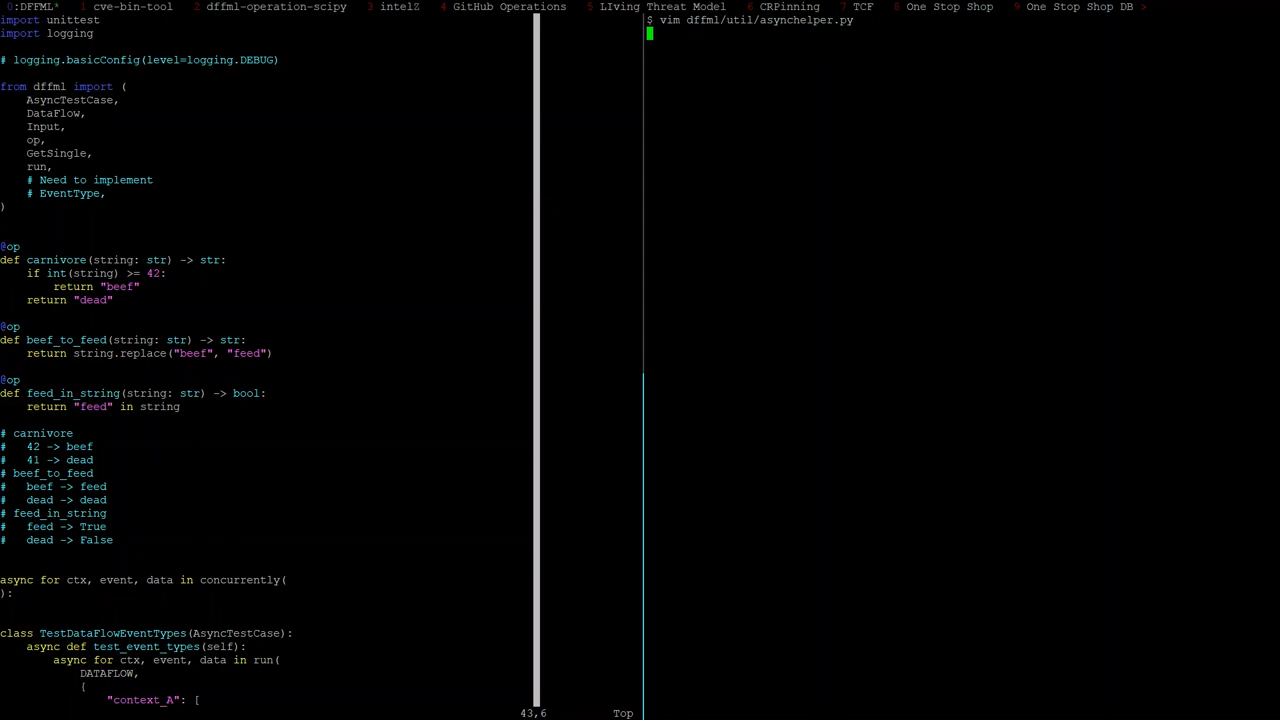 0:DFFML* 1 cve-bin-tool 2 dffml-operation-scipy 3 intelZ 4 GitHub Operations 5 LIving Threat Model 6 CRPinning 7 TCF 8 One Stop Shop 9 One Stop Shop DB >
import unittest
import logging
# logging.basicConfig(level=logging.DEBUG)
from dffml import (
    AsyncTestCase,
    DataFlow,
    Input,
    op,
    GetSingle,
    run,
    # Need to implement
    # EventType,
)
@op
def carnivore(string: str) -> str:
    if int(string) >= 42:
        return "beef"
    return "dead"
@op
def beef_to_feed(string: str) -> str:
    return string.replace("beef", "feed")
@op
def feed_in_string(string: str) -> bool:
    return "feed" in string
# carnivore
#   42 -> beef
#   41 -> dead
# beef_to_feed
#   beef -> feed
#   dead -> dead
# feed_in_string
#   feed -> True
#   dead -> False
async for ctx, event, data in concurrently(
):
class TestDataFlowEventTypes(AsyncTestCase):
    async def test_event_types(self):
        async for ctx, event, data in run(
            DATAFLOW,
            {
                "context_A": [
43,6 Top
$ vim dffml/util/asynchelper.py